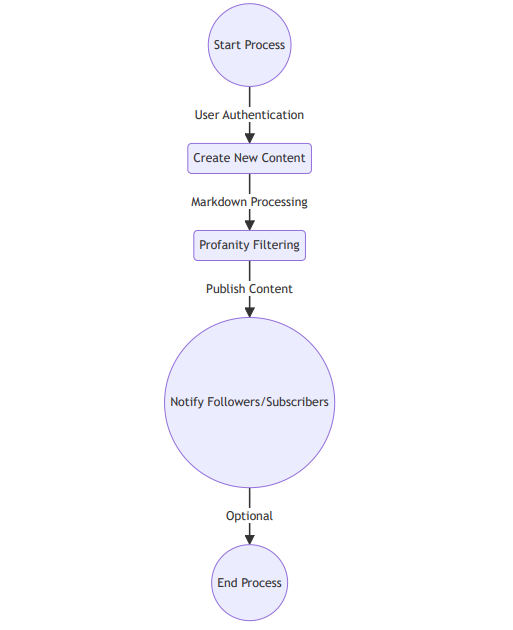 Start Process
User Authentication
Create New Content
Markdown Processing
Profanity Filtering
Publish Content
Notify Followers/Subscribers
Optional
End Process